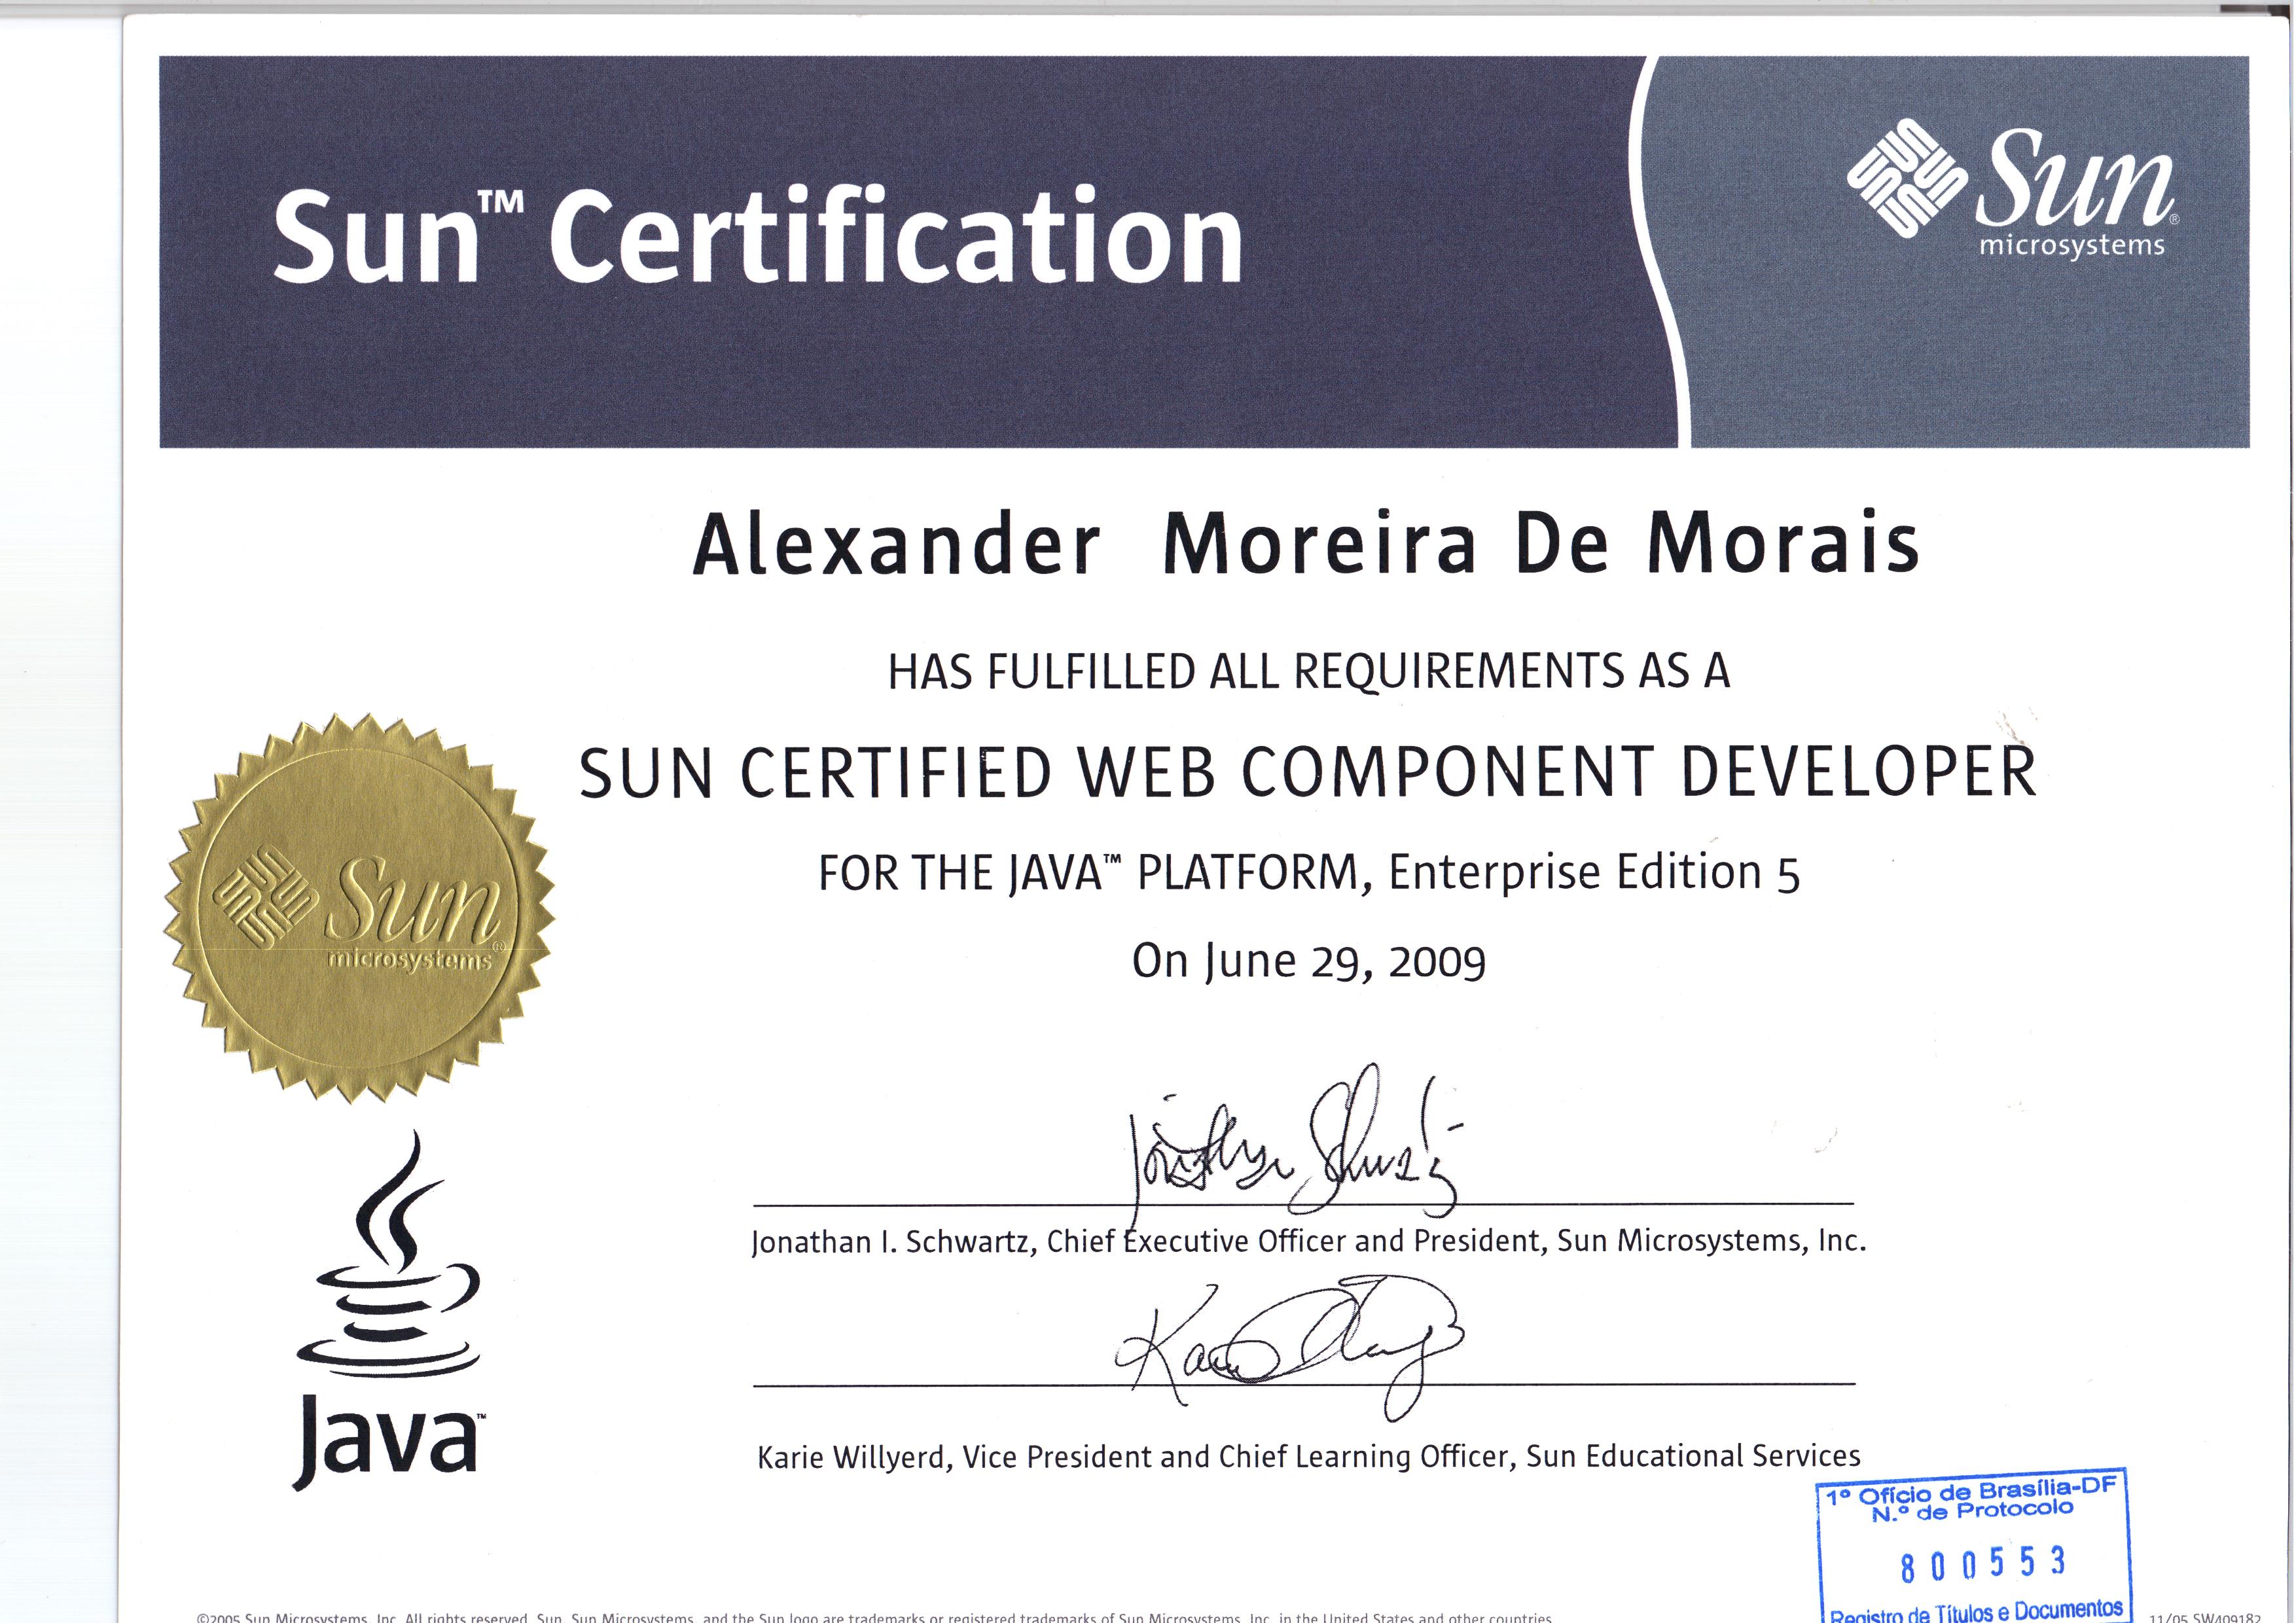 Sun™ Certification
Sun®
microsystems
Alexander Moreira De Morais
HAS FULFILLED ALL REQUIREMENTS AS A
SUN CERTIFIED WEB COMPONENT DEVELOPER
FOR THE JAVA™ PLATFORM, Enterprise Edition 5
On June 29, 2009
Sun®
microsystems
Jonathan I. Schwartz, Chief Executive Officer and President, Sun Microsystems, Inc.
Java™
Karie Willyerd, Vice President and Chief Learning Officer, Sun Educational Services
1º Ofício de Brasília-DF
N.º de Protocolo
800553
Registro de Títulos e Documentos
©2005 Sun Microsystems, Inc. All rights reserved. Sun, Sun Microsystems, and the Sun logo are trademarks or registered trademarks of Sun Microsystems, Inc. in the United States and other countries.
11/05 SW409182